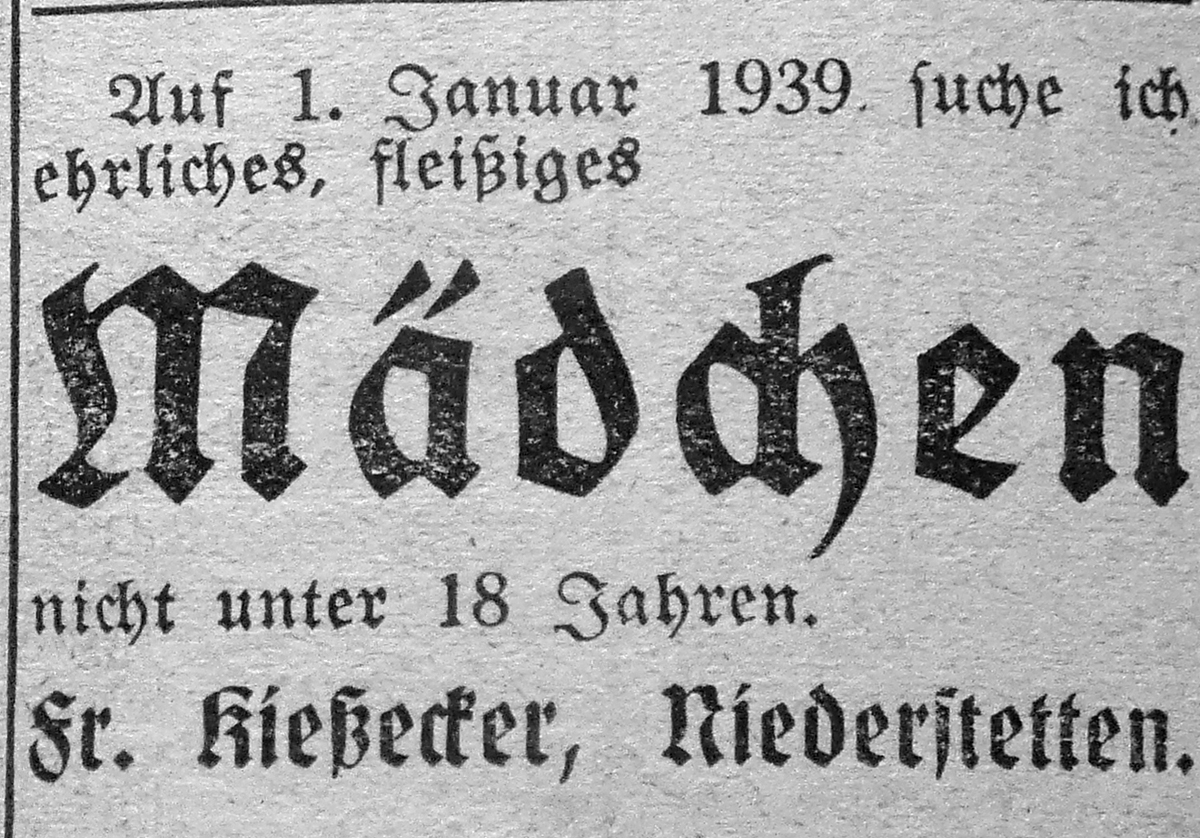 Auf 1. Januar 1939 suche ich
ehrliches, fleißiges
Mädchen
nicht unter 18 Jahren.
Fr. Kießecker, Niederstetten.